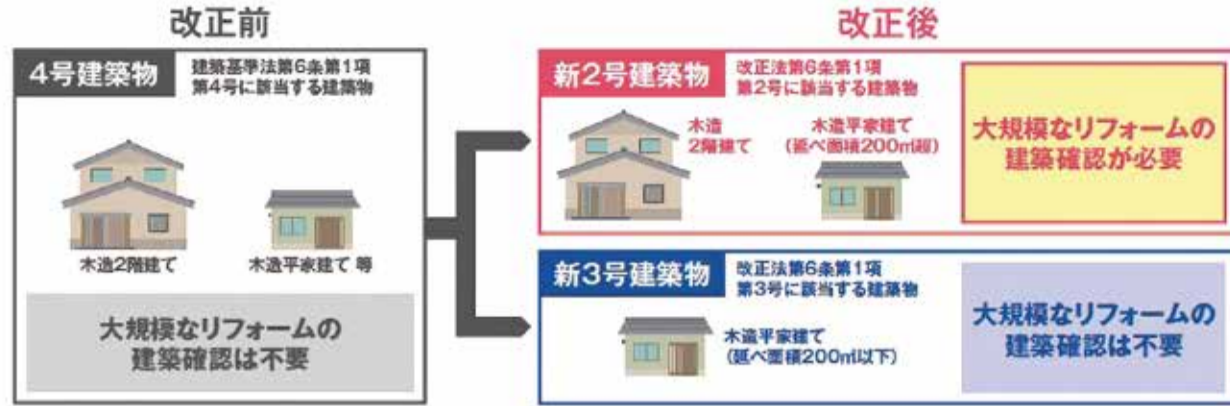 改正前
4号建築物
建築基準法第6条第1項
第4号に該当する建築物
木造2階建て
木造平家建て 等
大規模なリフォームの
建築確認は不要
改正後
新2号建築物
改正法第6条第1項
第2号に該当する建築物
木造
2階建て
木造平家建て
(延べ面積200㎡超)
大規模なリフォームの
建築確認が必要
新3号建築物
改正法第6条第1項
第3号に該当する建築物
木造平家建て
(延べ面積200㎡以下)
大規模なリフォームの
建築確認は不要